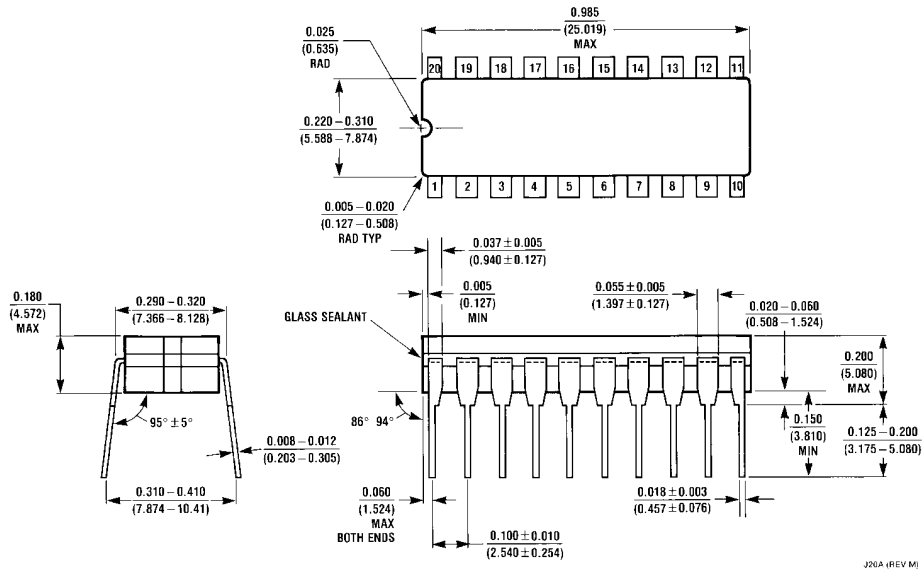 0.985
(25.019)
MAX
0.025
(0.635)
RAD
20 19 18 17 16 15 14 13 12 11
0.220 – 0.310
(5.588 – 7.874)
1 2 3 4 5 6 7 8 9 10
0.005 – 0.020
(0.127 – 0.508)
RAD TYP
0.037 ± 0.005
(0.940 ± 0.127)
0.180
(4.572)
MAX
0.290 – 0.320
(7.366 – 8.128)
0.005
(0.127)
MIN
0.055 ± 0.005
(1.397 ± 0.127)
0.020 – 0.060
(0.508 – 1.524)
GLASS SEALANT
0.200
(5.080)
MAX
95° ± 5°
86° 94°
0.150
(3.810)
MIN
0.125 – 0.200
(3.175 – 5.080)
0.008 – 0.012
(0.203 – 0.305)
0.310 – 0.410
(7.874 – 10.41)
0.060
(1.524)
MAX
BOTH ENDS
0.018 ± 0.003
(0.457 ± 0.076)
0.100 ± 0.010
(2.540 ± 0.254)
J20A (REV M)